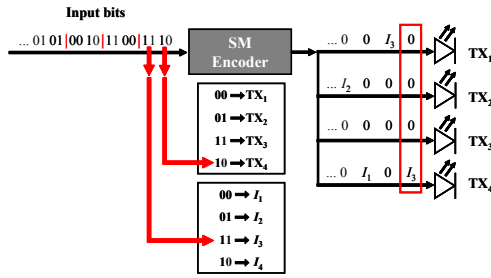 Input bits
... 01 01 | 00 10 | 11 00 | 11 10
SM
Encoder
... 0 0 I3 0 TX1
... I2 0 0 0 TX2
... 0 0 0 0 TX3
... 0 I1 0 I3 TX4
00 → TX1
01 → TX2
11 → TX3
10 → TX4
00 → I1
01 → I2
11 → I3
10 → I4